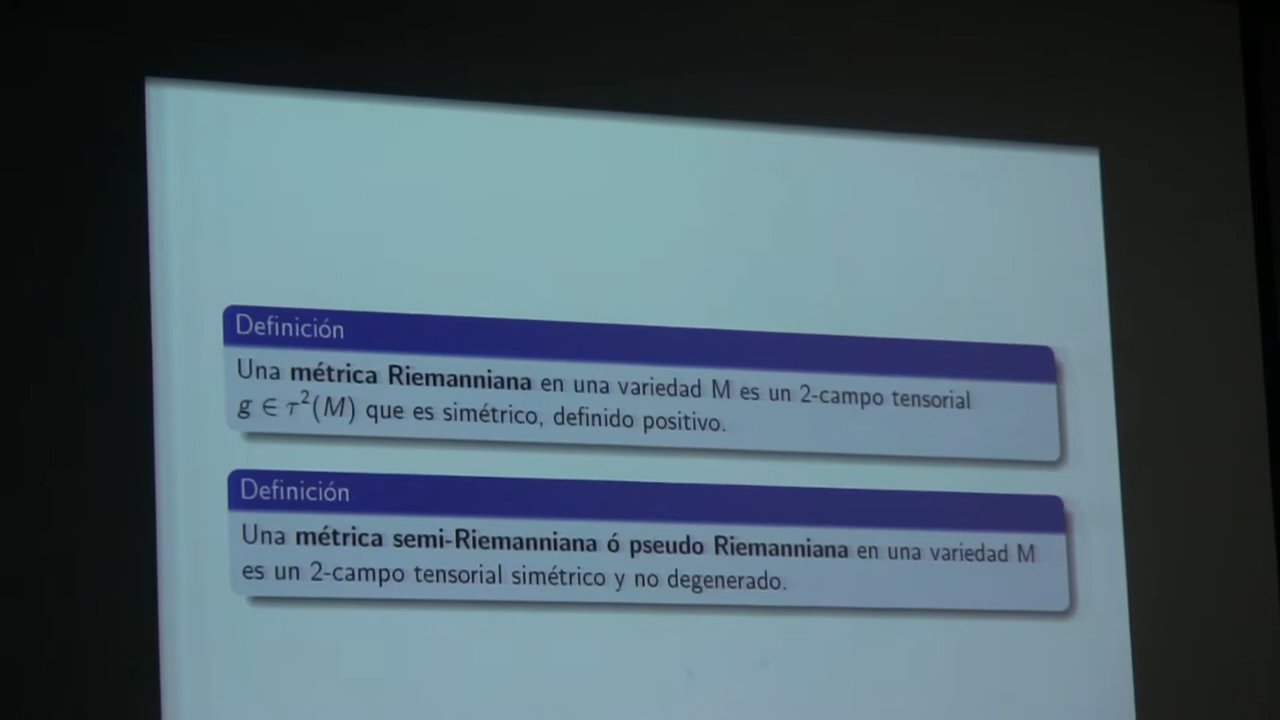 Definición
Una métrica Riemanniana en una variedad M es un 2-campo tensorial
g ∈ τ²(M) que es simétrico, definido positivo.
Definición
Una métrica semi-Riemanniana ó pseudo Riemanniana en una variedad M
es un 2-campo tensorial simétrico y no degenerado.